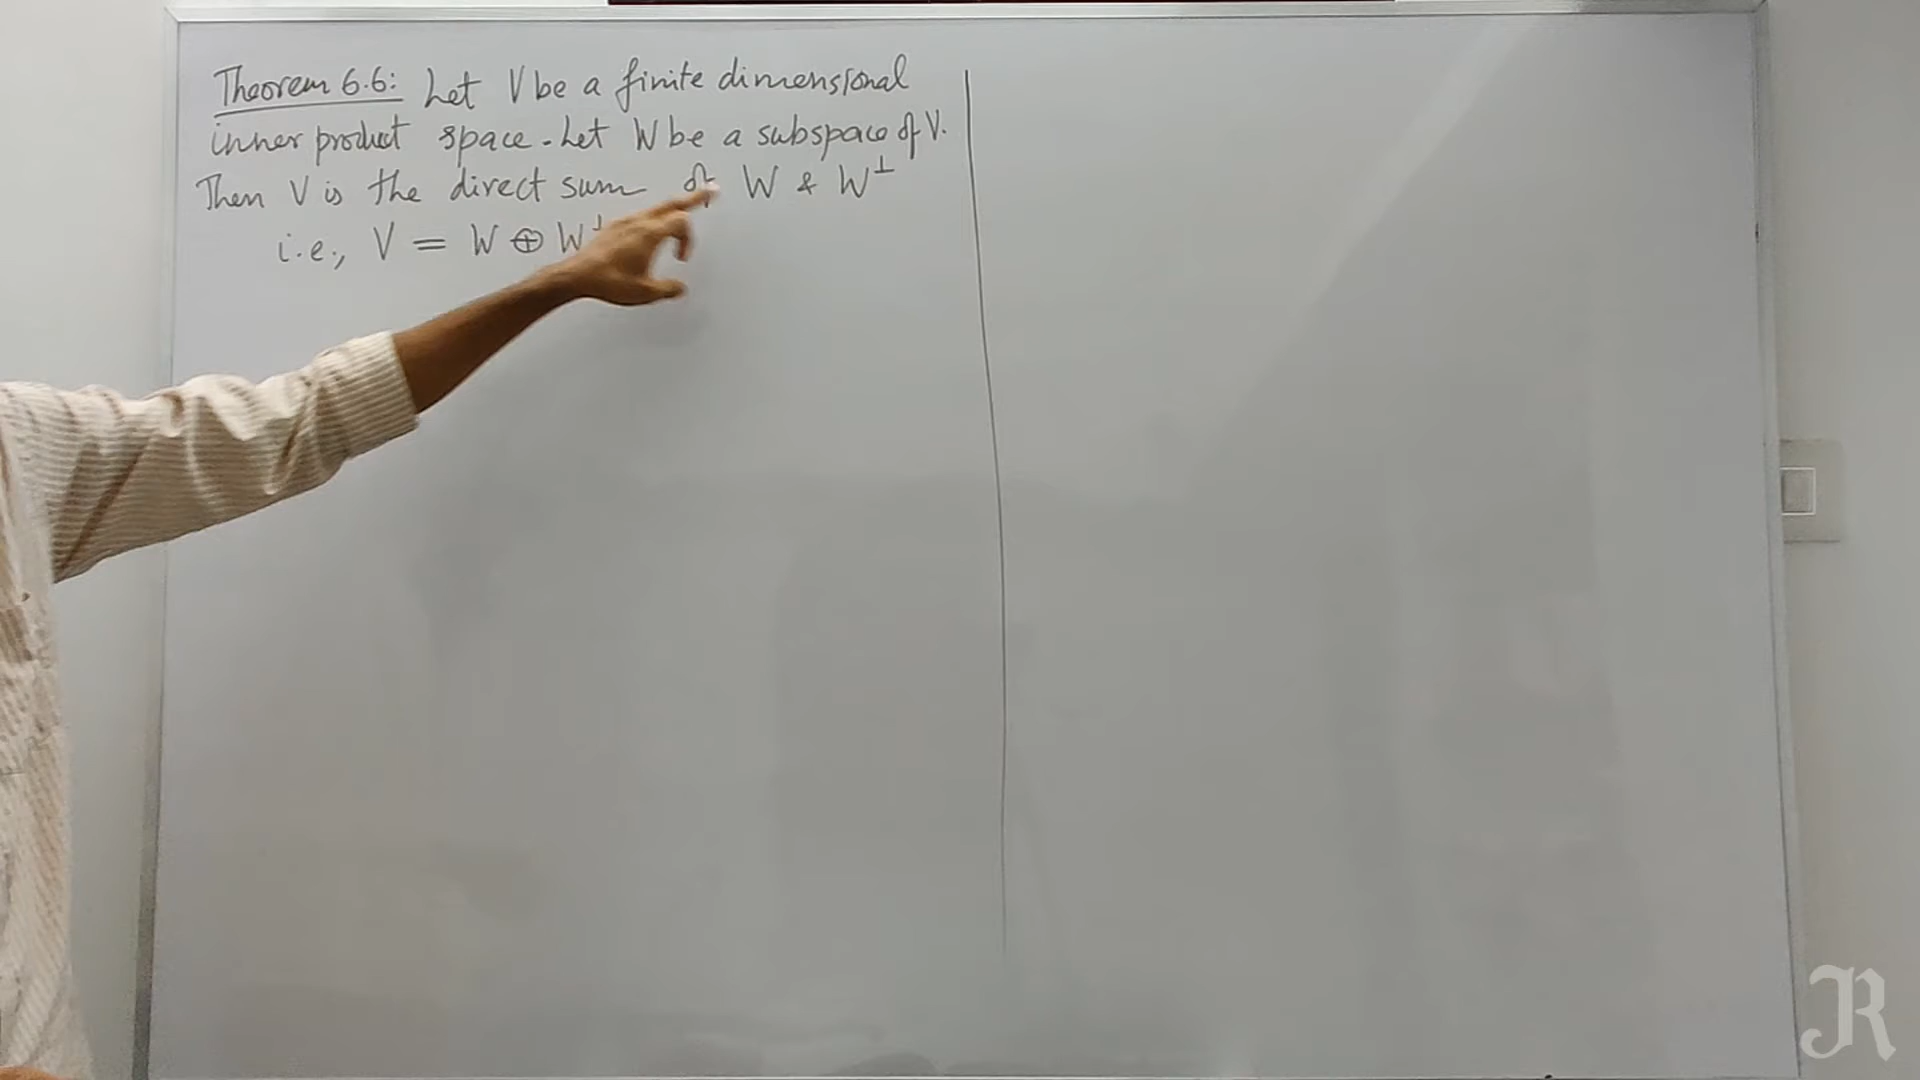 Theorem 6.6: Let V be a finite dimensional
inner product space. Let W be a subspace of V.
Then V is the direct sum of W & W⊥
i.e., V = W ⊕ W⊥
R